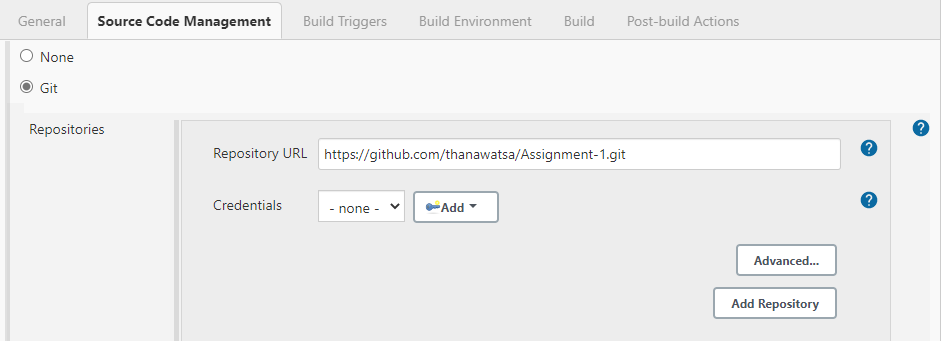 General Source Code Management Build Triggers Build Environment Build Post-build Actions
None
Git
Repositories
Repository URL https://github.com/thanawatsa/Assignment-1.git
Credentials - none - Add
Advanced...
Add Repository